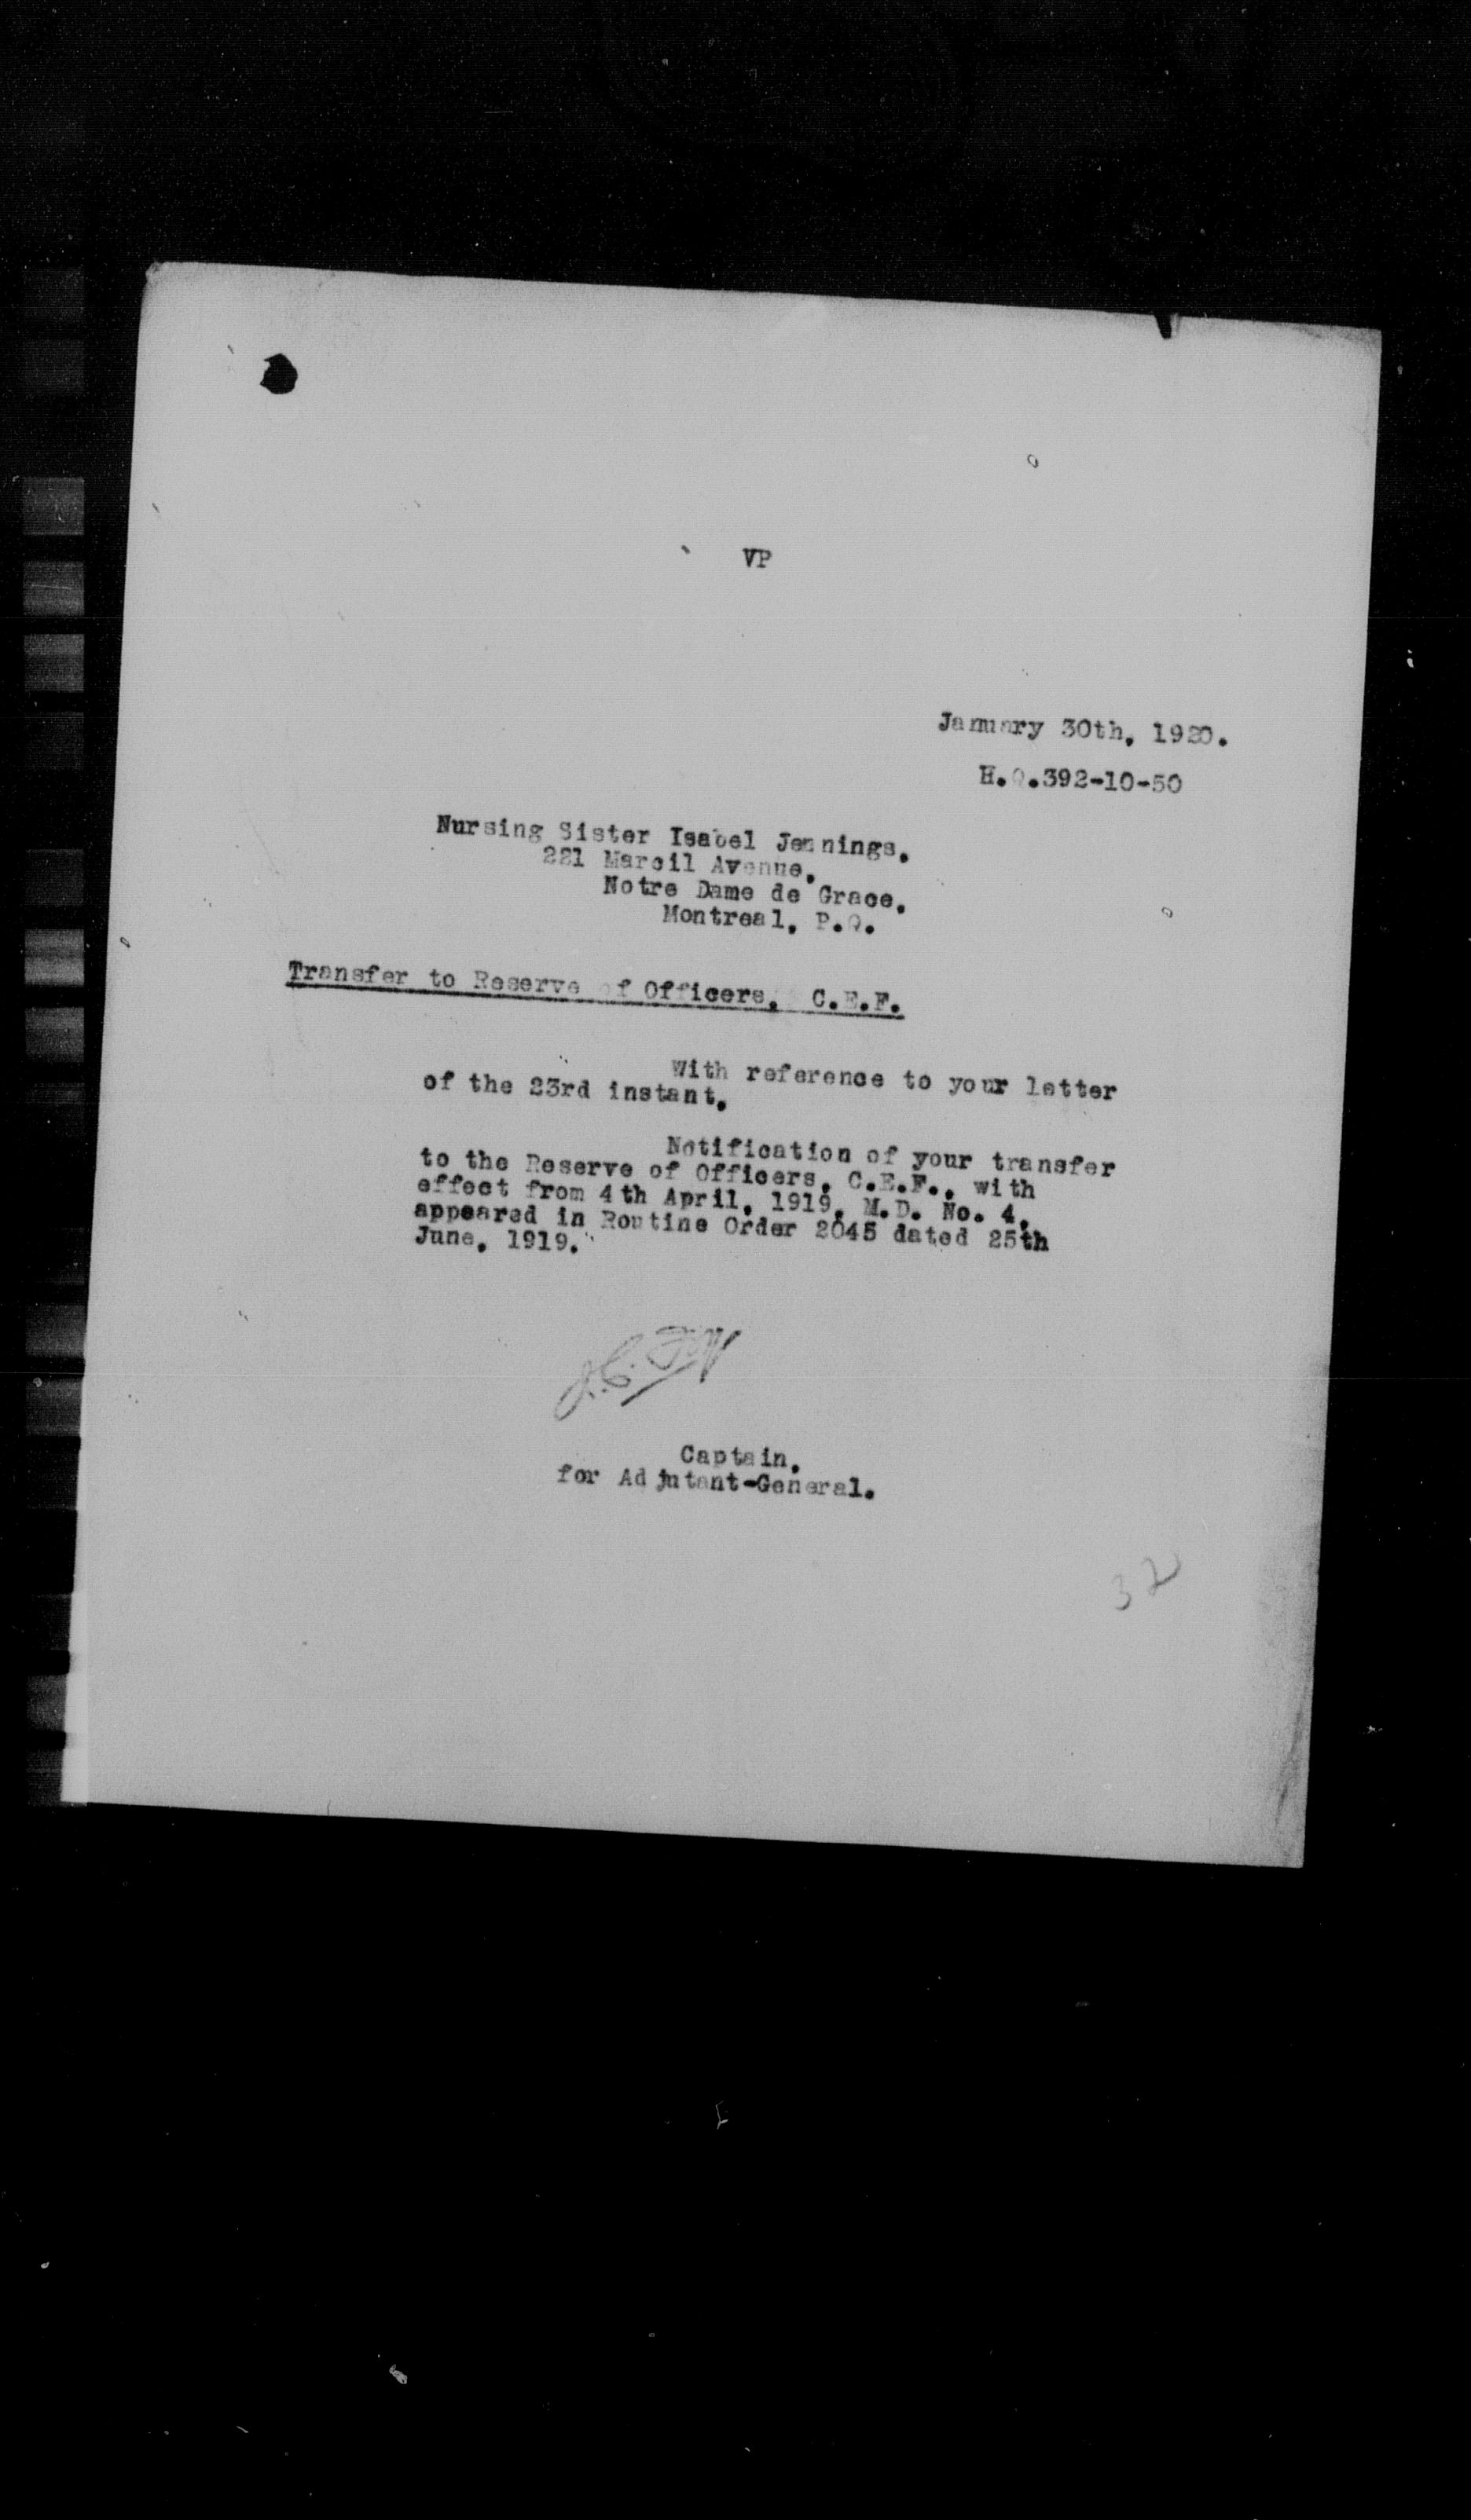 VP
January 30th, 1920.
H.Q.392-10-50
Nursing Sister Isabel Jennings,
221 Marcil Avenue,
Notre Dame de Grace,
Montreal, P.Q.
Transfer to Reserve of Officers, C.E.F.
With reference to your letter
of the 23rd instant.
Notification of your transfer
to the Reserve of Officers, C.E.F., with
effect from 4th April, 1919, M.D. No. 4,
appeared in Routine Order 2045 dated 25th
June, 1919.
Captain,
for Adjutant-General.
32